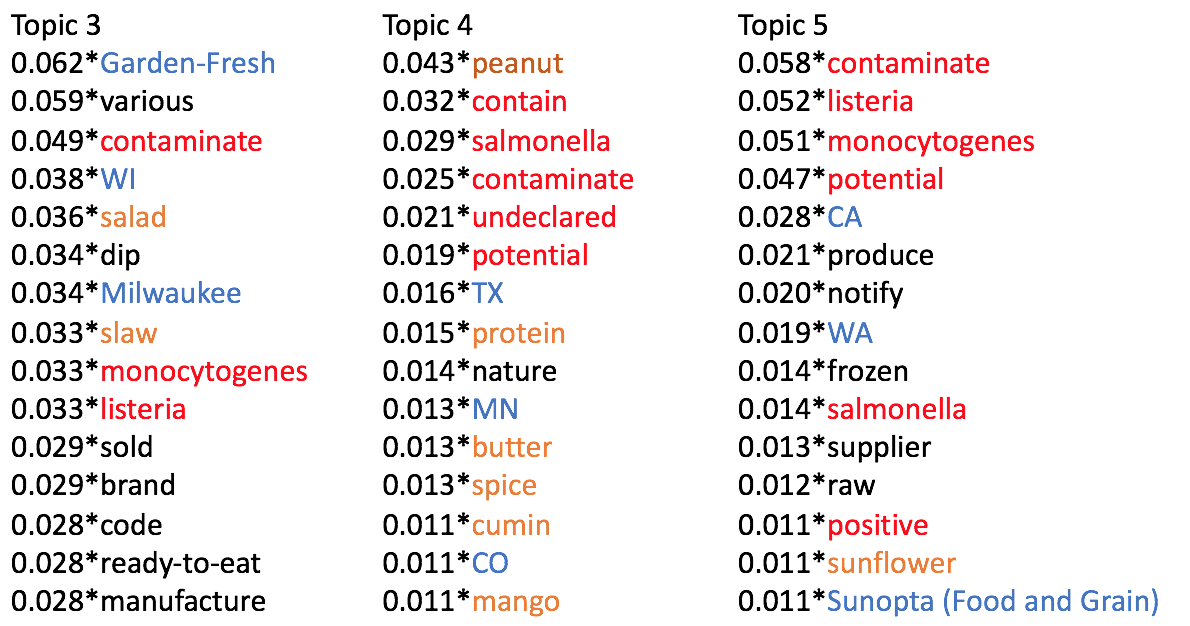 Topic 3
0.062*Garden-Fresh
0.059*various
0.049*contaminate
0.038*WI
0.036*salad
0.034*dip
0.034*Milwaukee
0.033*slaw
0.033*monocytogenes
0.033*listeria
0.029*sold
0.029*brand
0.028*code
0.028*ready-to-eat
0.028*manufacture
Topic 4
0.043*peanut
0.032*contain
0.029*salmonella
0.025*contaminate
0.021*undeclared
0.019*potential
0.016*TX
0.015*protein
0.014*nature
0.013*MN
0.013*butter
0.013*spice
0.011*cumin
0.011*CO
0.011*mango
Topic 5
0.058*contaminate
0.052*listeria
0.051*monocytogenes
0.047*potential
0.028*CA
0.021*produce
0.020*notify
0.019*WA
0.014*frozen
0.014*salmonella
0.013*supplier
0.012*raw
0.011*positive
0.011*sunflower
0.011*Sunopta (Food and Grain)